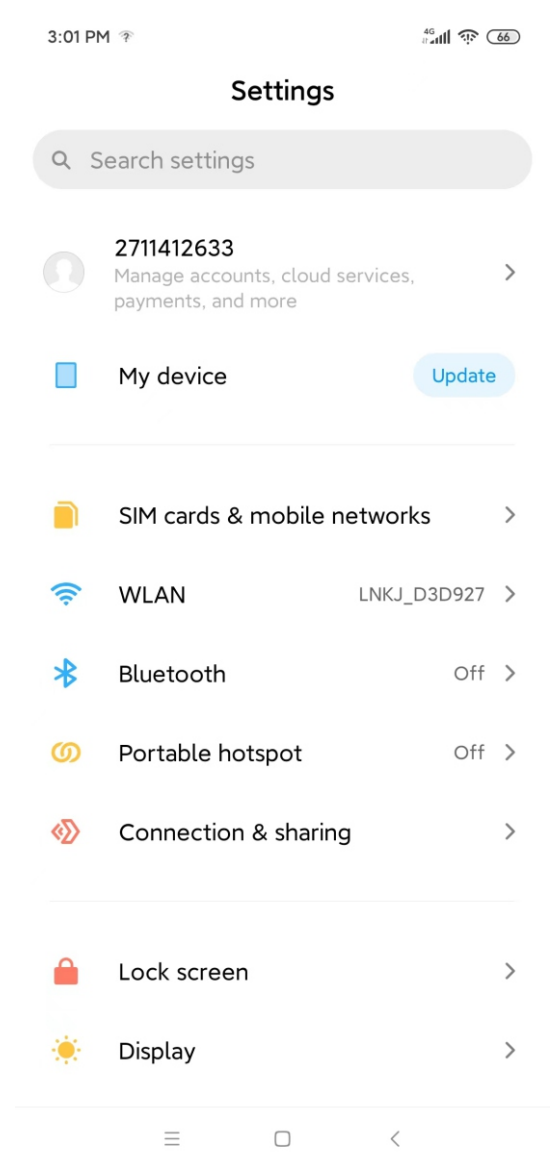 3:01 PM ?
4G 66
Settings
Search settings
2711412633
Manage accounts, cloud services,
payments, and more
My device Update
SIM cards & mobile networks
WLAN LNKJ_D3D927
Bluetooth Off
Portable hotspot Off
Connection & sharing
Lock screen
Display